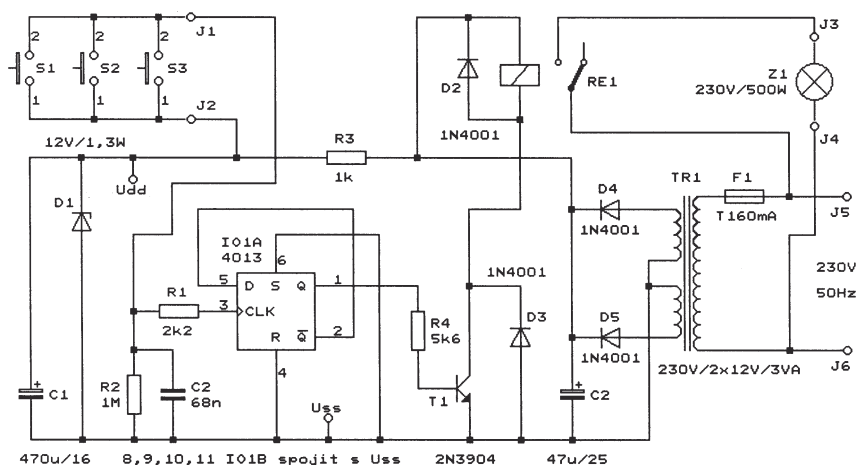 J1
J3
2 2 2
S1 S2 S3
D2
RE1
Z1
230V/500W
1 1 1
J2
J4
R3
1N4001
12V/1,3W
1k
Udd
TR1
F1
D4
J5
D1
T160mA
IO1A
4013
6
1N4001
1N4001
230V
50Hz
5 D S Q 1
R1
3 CLK
2k2
R4
5k6
D3
D5
R Q 2
1N4001
4
J6
C1
R2
1M
C2
68n
Uss
T1
C2
230V/2x12V/3VA
470u/16
8,9,10,11 IO1B spojit s Uss
2N3904
47u/25